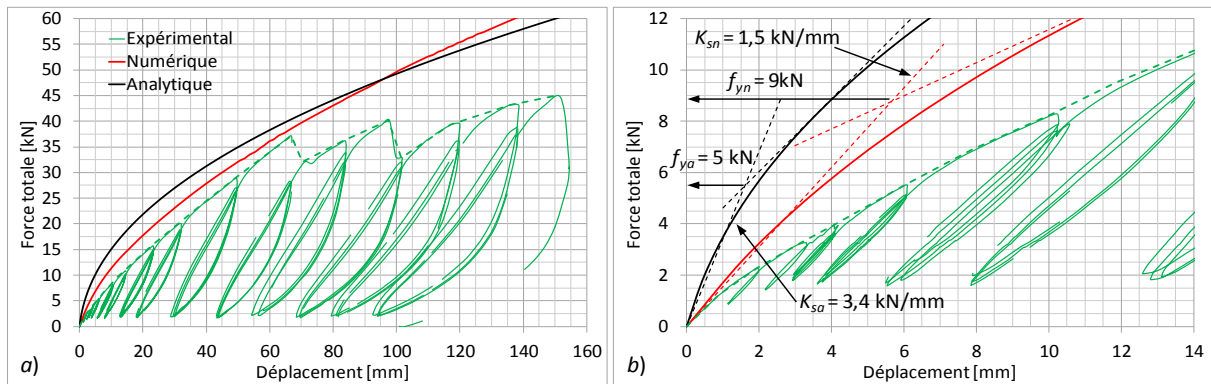 Expérimental
Numérique
Analytique
Force totale [kN]
60
55
50
45
40
35
30
25
20
15
10
5
0
0 20 40 60 80 100 120 140 160
Déplacement [mm]
a)
Force totale [kN]
12
10
8
6
4
2
0
K_sn = 1,5 kN/mm
f_yn = 9kN
f_ya = 5 kN
K_sa = 3,4 kN/mm
0 2 4 6 8 10 12 14
Déplacement [mm]
b)